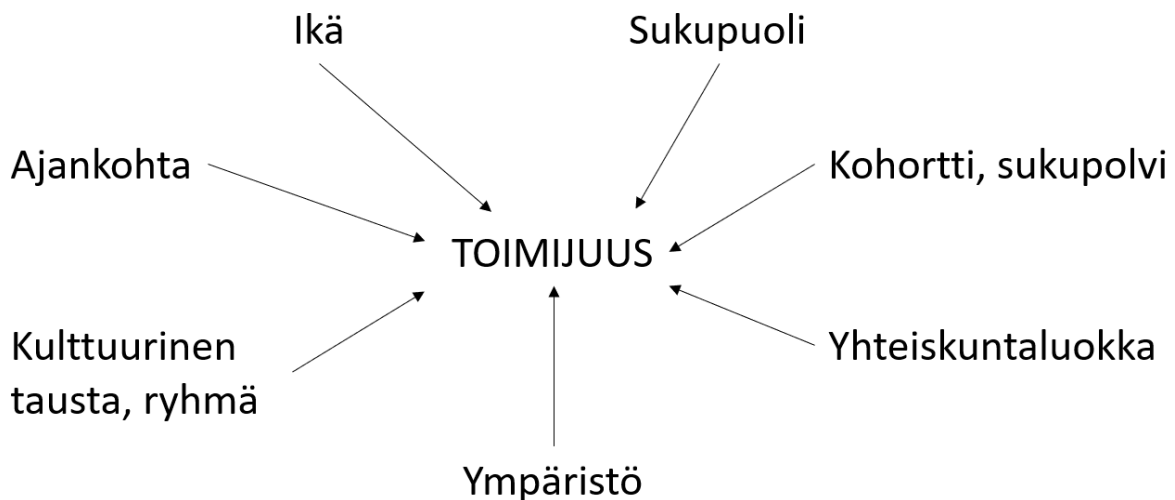 Ikä
Sukupuoli
Ajankohta
Kohortti, sukupolvi
TOIMIJUUS
Kulttuurinen
tausta, ryhmä
Yhteiskuntaluokka
Ympäristö